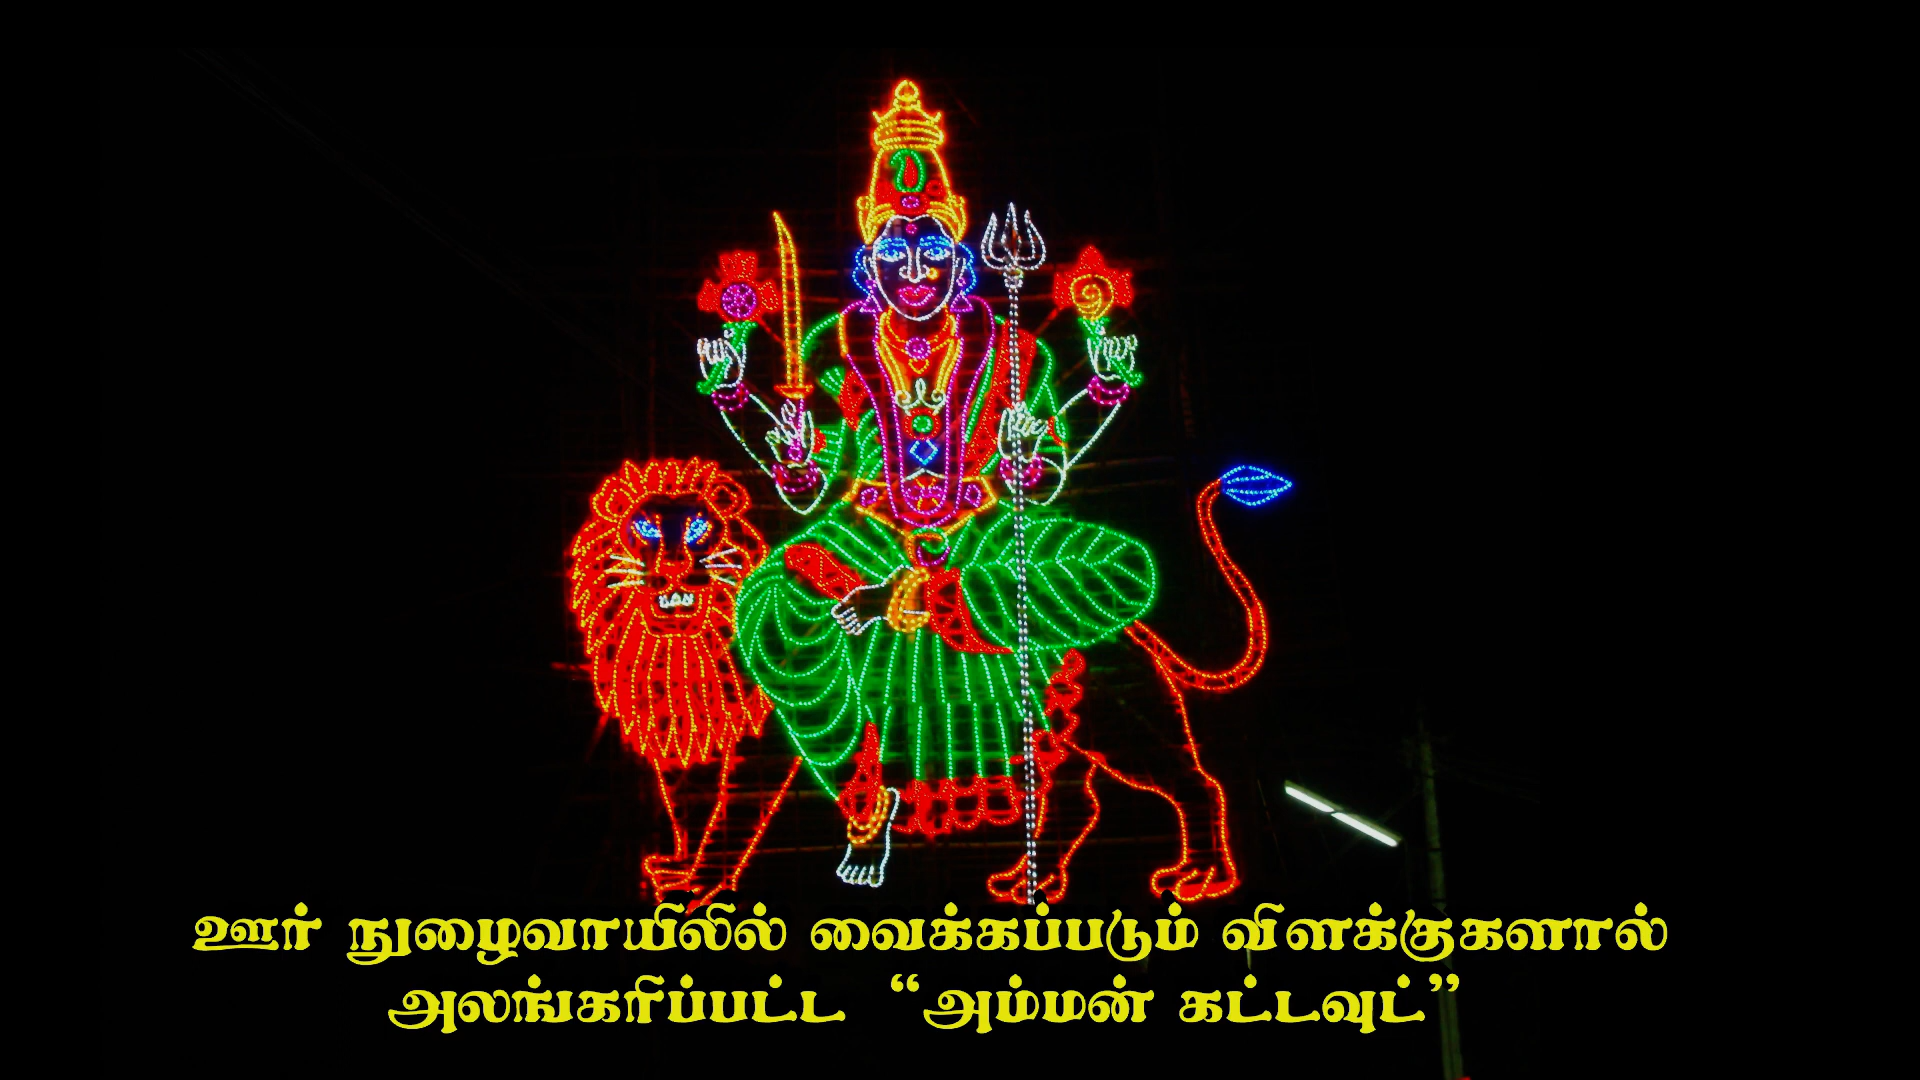 ஊர் நுழைவாயிலில் வைக்கப்படும் விளக்குகளால்
அலங்கரிப்பட்ட “அம்மன் கட்டவுட்”